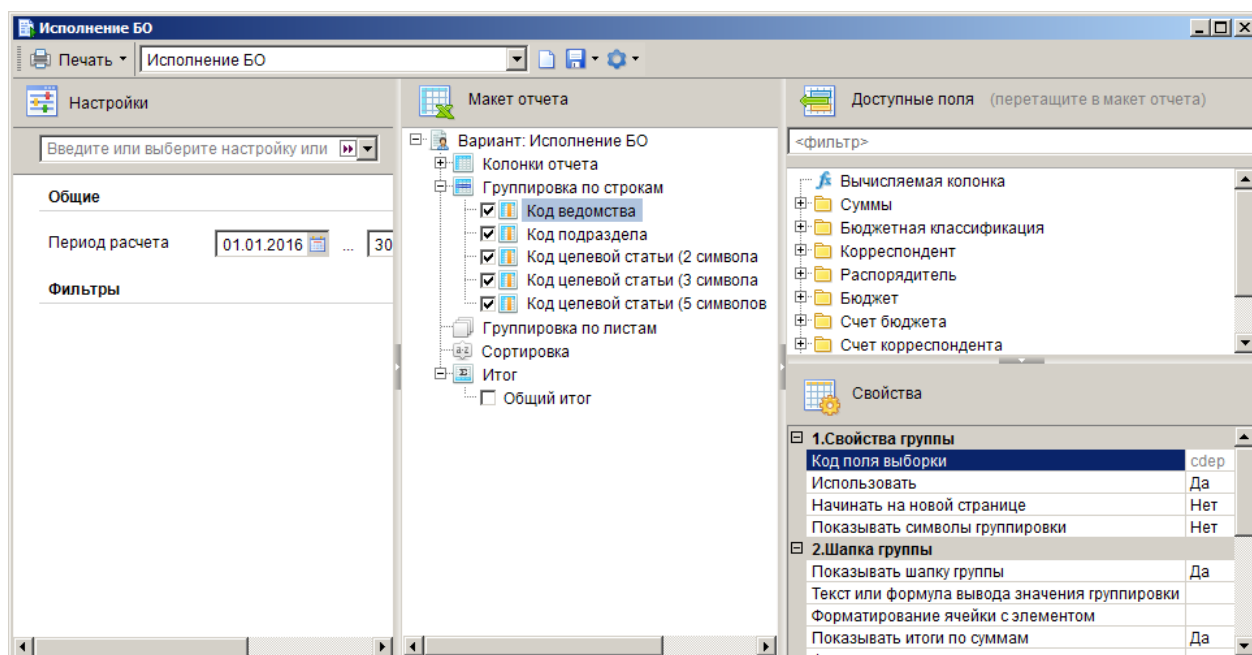 Исполнение БО
Печать Исполнение БО
Настройки
Введите или выберите настройку или
Общие
Период расчета 01.01.2016 ... 30
Фильтры
Макет отчета
Вариант: Исполнение БО
Колонки отчета
Группировка по строкам
Код ведомства
Код подраздела
Код целевой статьи (2 символа
Код целевой статьи (3 символа
Код целевой статьи (5 символов
Группировка по листам
Сортировка
Итог
Общий итог
Доступные поля (перетащите в макет отчета)
<фильтр>
Вычисляемая колонка
Суммы
Бюджетная классификация
Корреспондент
Распорядитель
Бюджет
Счет бюджета
Счет корреспондента
Свойства
1.Свойства группы
Код поля выборки cdep
Использовать Да
Начинать на новой странице Нет
Показывать символы группировки Нет
2.Шапка группы
Показывать шапку группы Да
Текст или формула вывода значения группировки
Форматирование ячейки с элементом
Показывать итоги по суммам Да